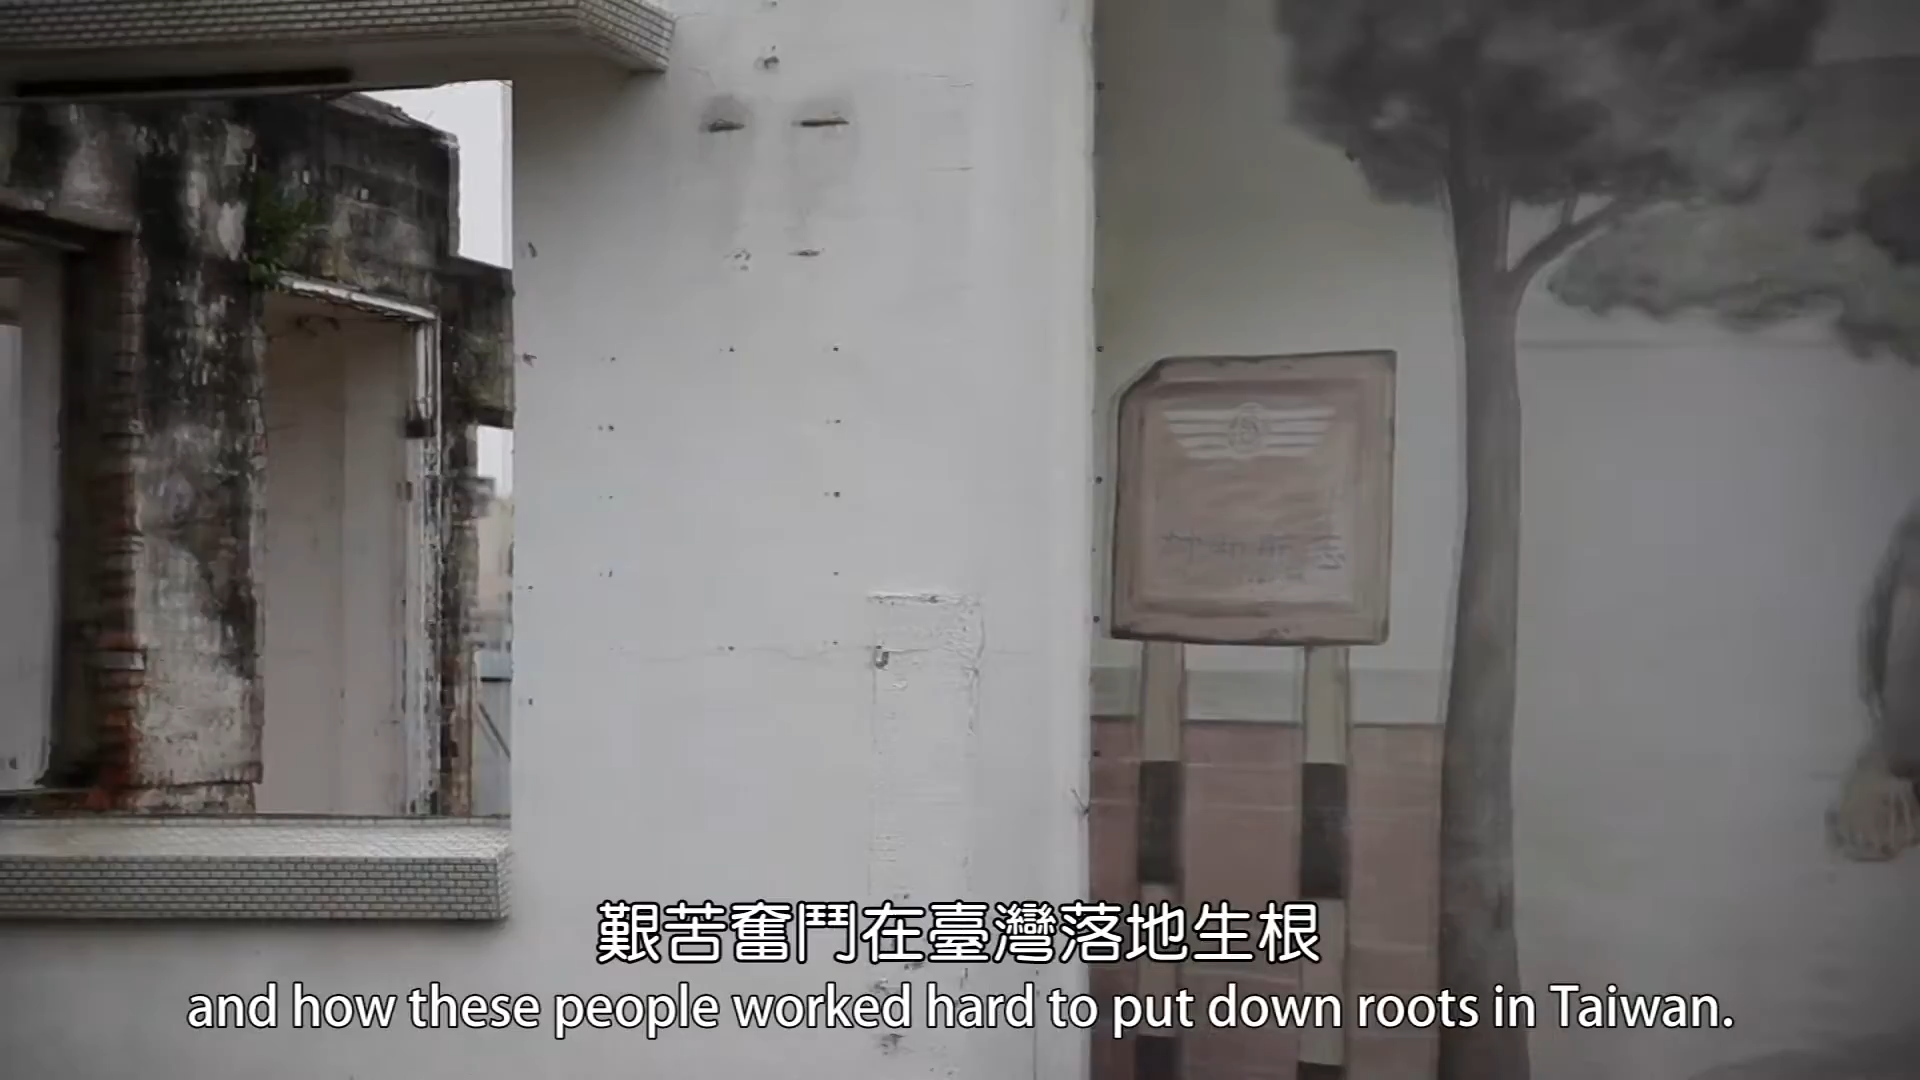 艱苦奮鬥在臺灣落地生根
and how these people worked hard to put down roots in Taiwan.